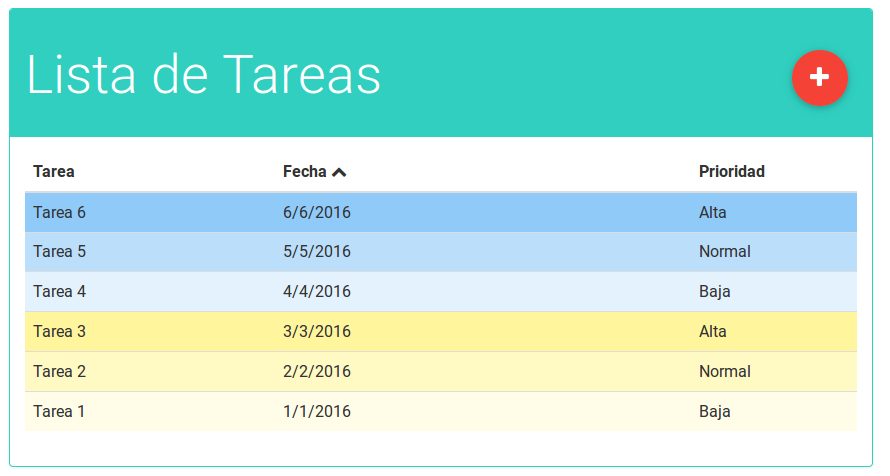 Lista de Tareas
Tarea Fecha Prioridad
Tarea 6 6/6/2016 Alta
Tarea 5 5/5/2016 Normal
Tarea 4 4/4/2016 Baja
Tarea 3 3/3/2016 Alta
Tarea 2 2/2/2016 Normal
Tarea 1 1/1/2016 Baja